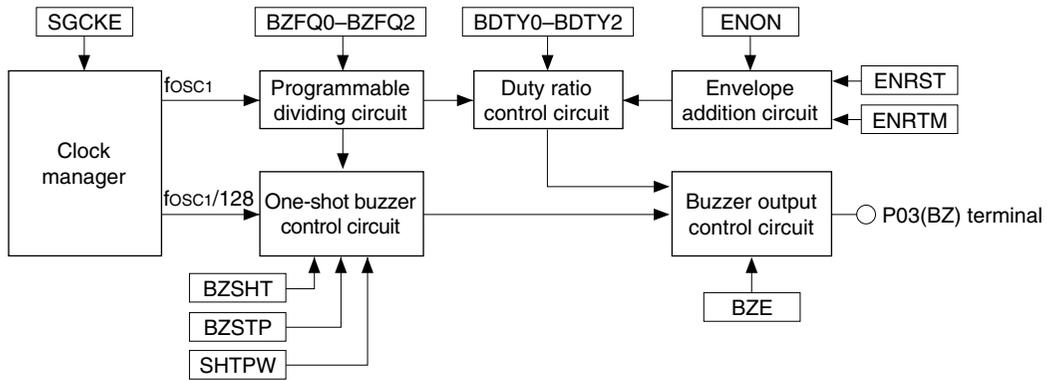 SGCKE
BZFQ0–BZFQ2
BDTY0–BDTY2
ENON
fOSC1
Programmable
dividing circuit
Duty ratio
control circuit
Envelope
addition circuit
ENRST
ENRTM
Clock
manager
fOSC1/128
One-shot buzzer
control circuit
Buzzer output
control circuit
P03(BZ) terminal
BZSHT
BZSTP
SHTPW
BZE